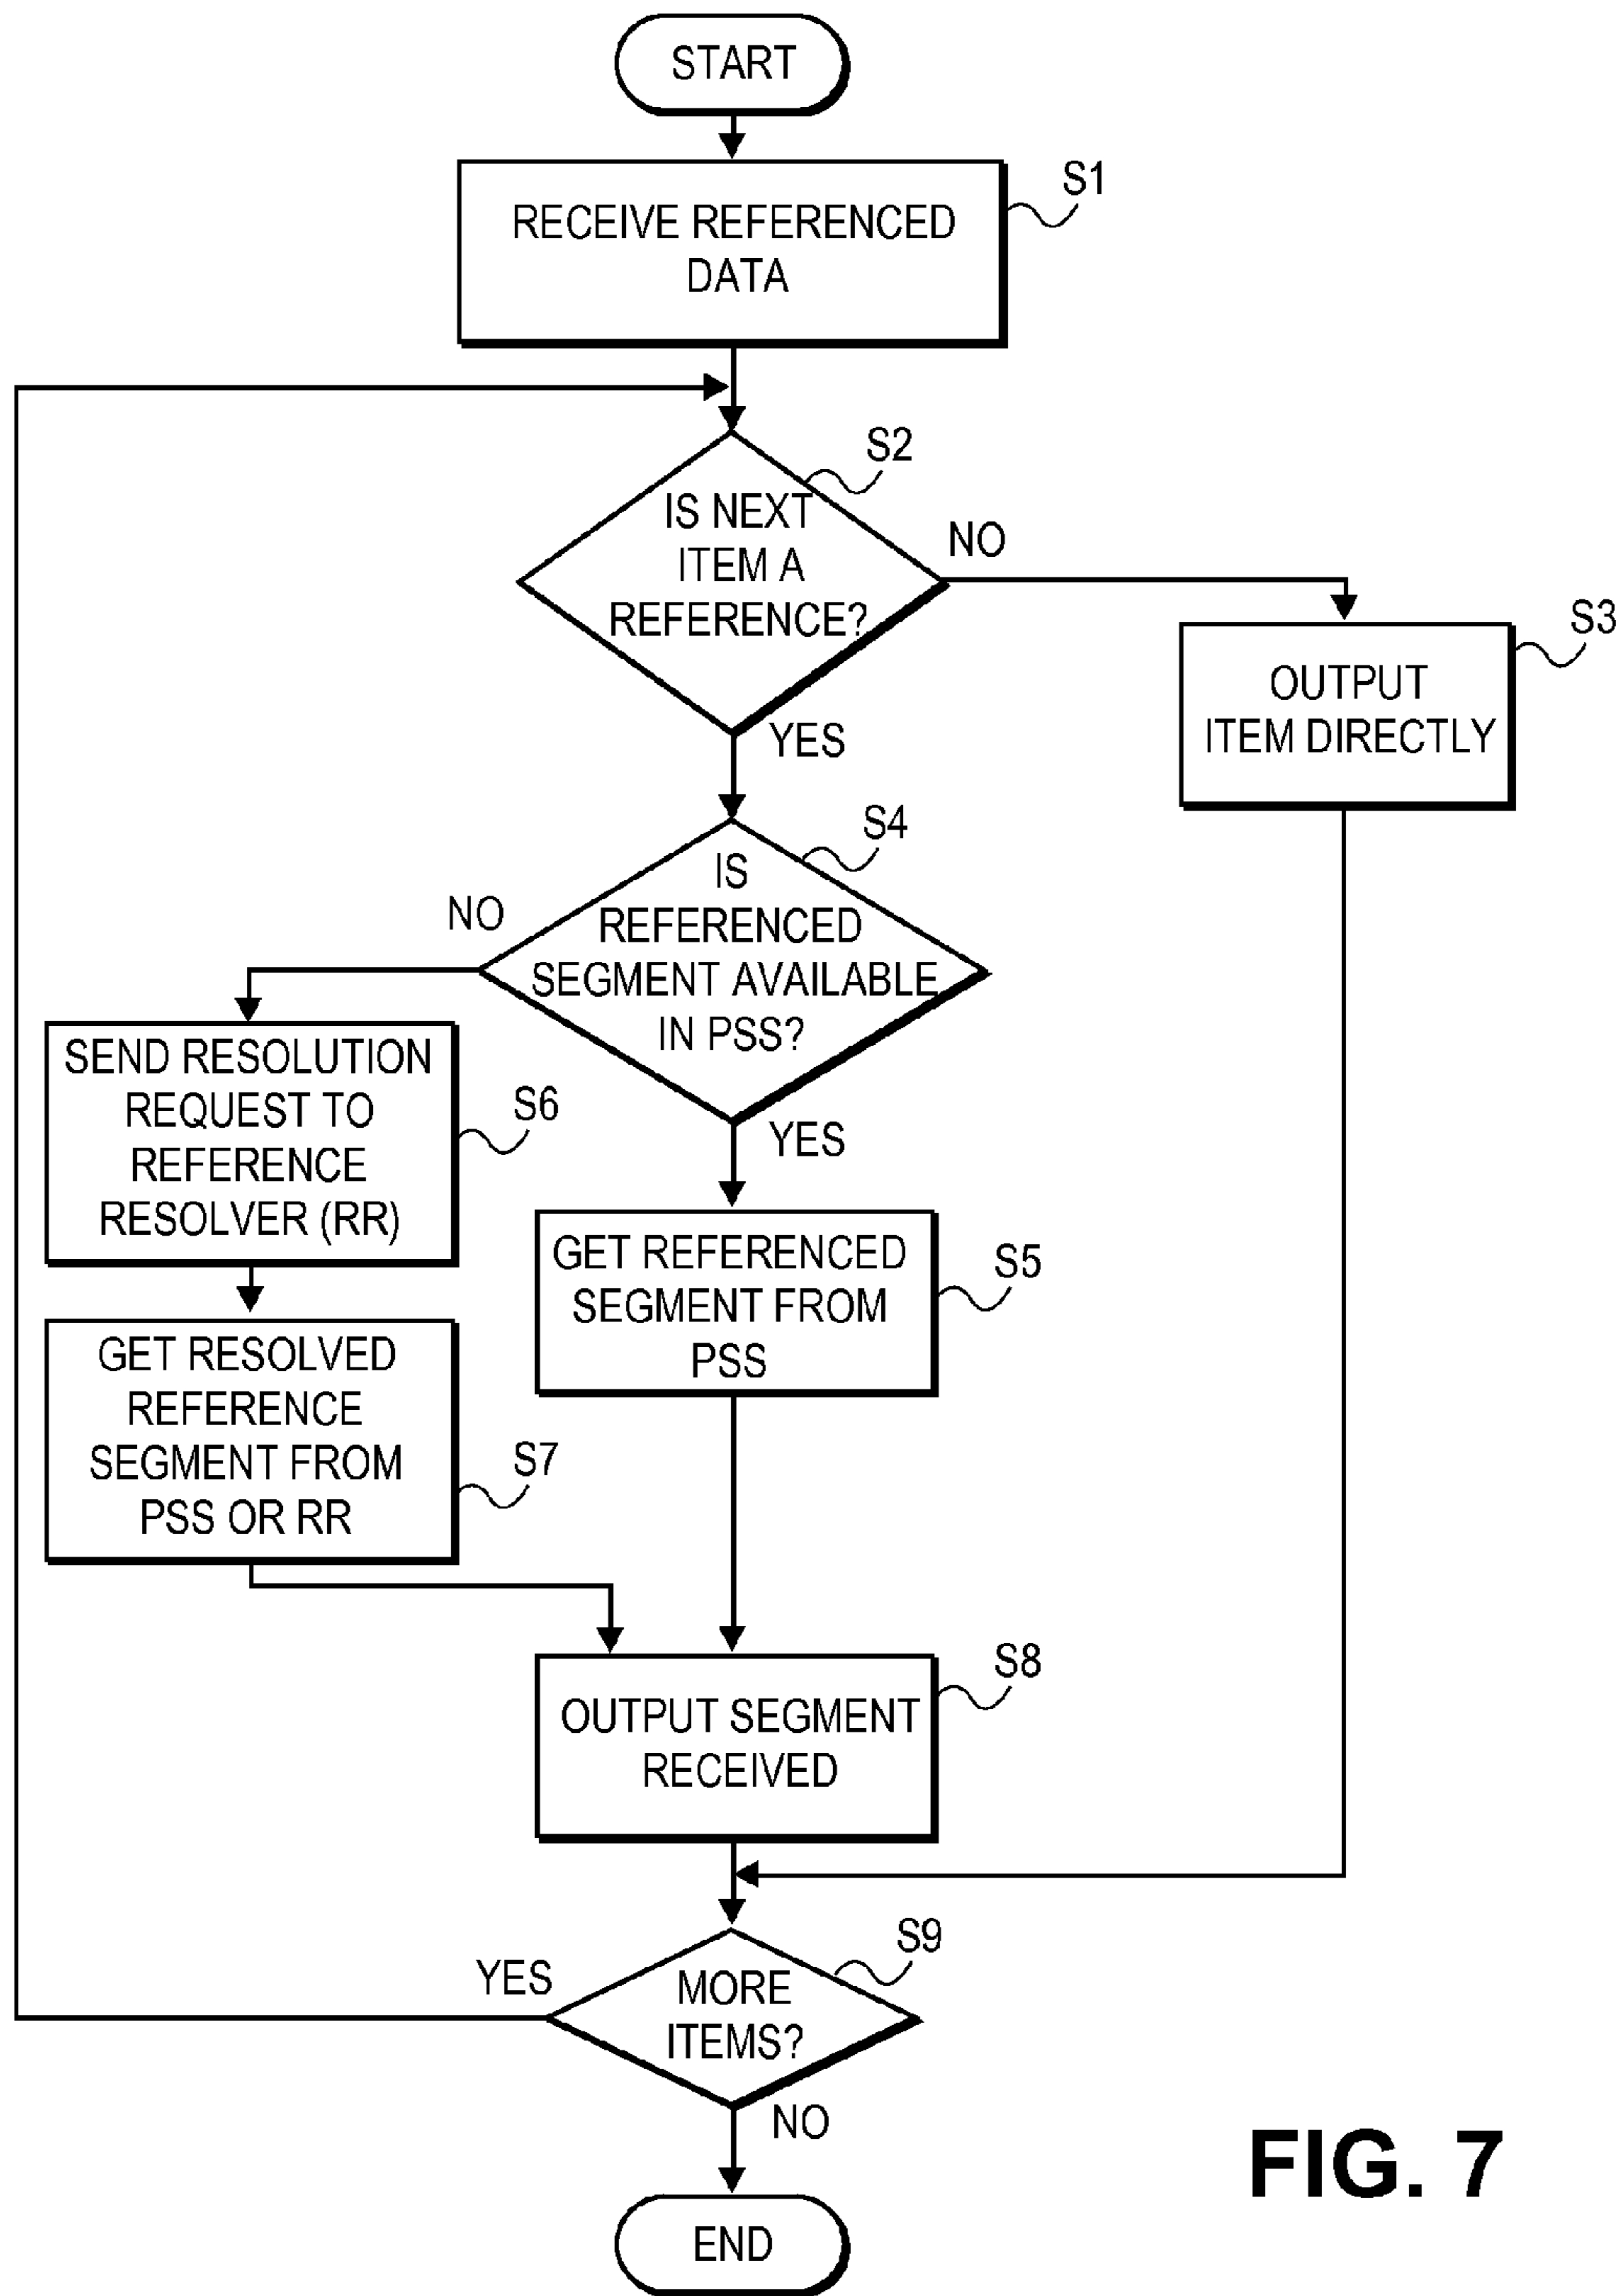 START
S1
RECEIVE REFERENCED
DATA
S2
IS NEXT
ITEM A
REFERENCE?
NO
YES
S3
OUTPUT
ITEM DIRECTLY
S4
IS
REFERENCED
SEGMENT AVAILABLE
IN PSS?
NO
YES
SEND RESOLUTION
REQUEST TO
REFERENCE
RESOLVER (RR)
S6
GET REFERENCED
SEGMENT FROM
PSS
S5
GET RESOLVED
REFERENCE
SEGMENT FROM
PSS OR RR
S7
S8
OUTPUT SEGMENT
RECEIVED
S9
YES
MORE
ITEMS?
NO
END
FIG. 7